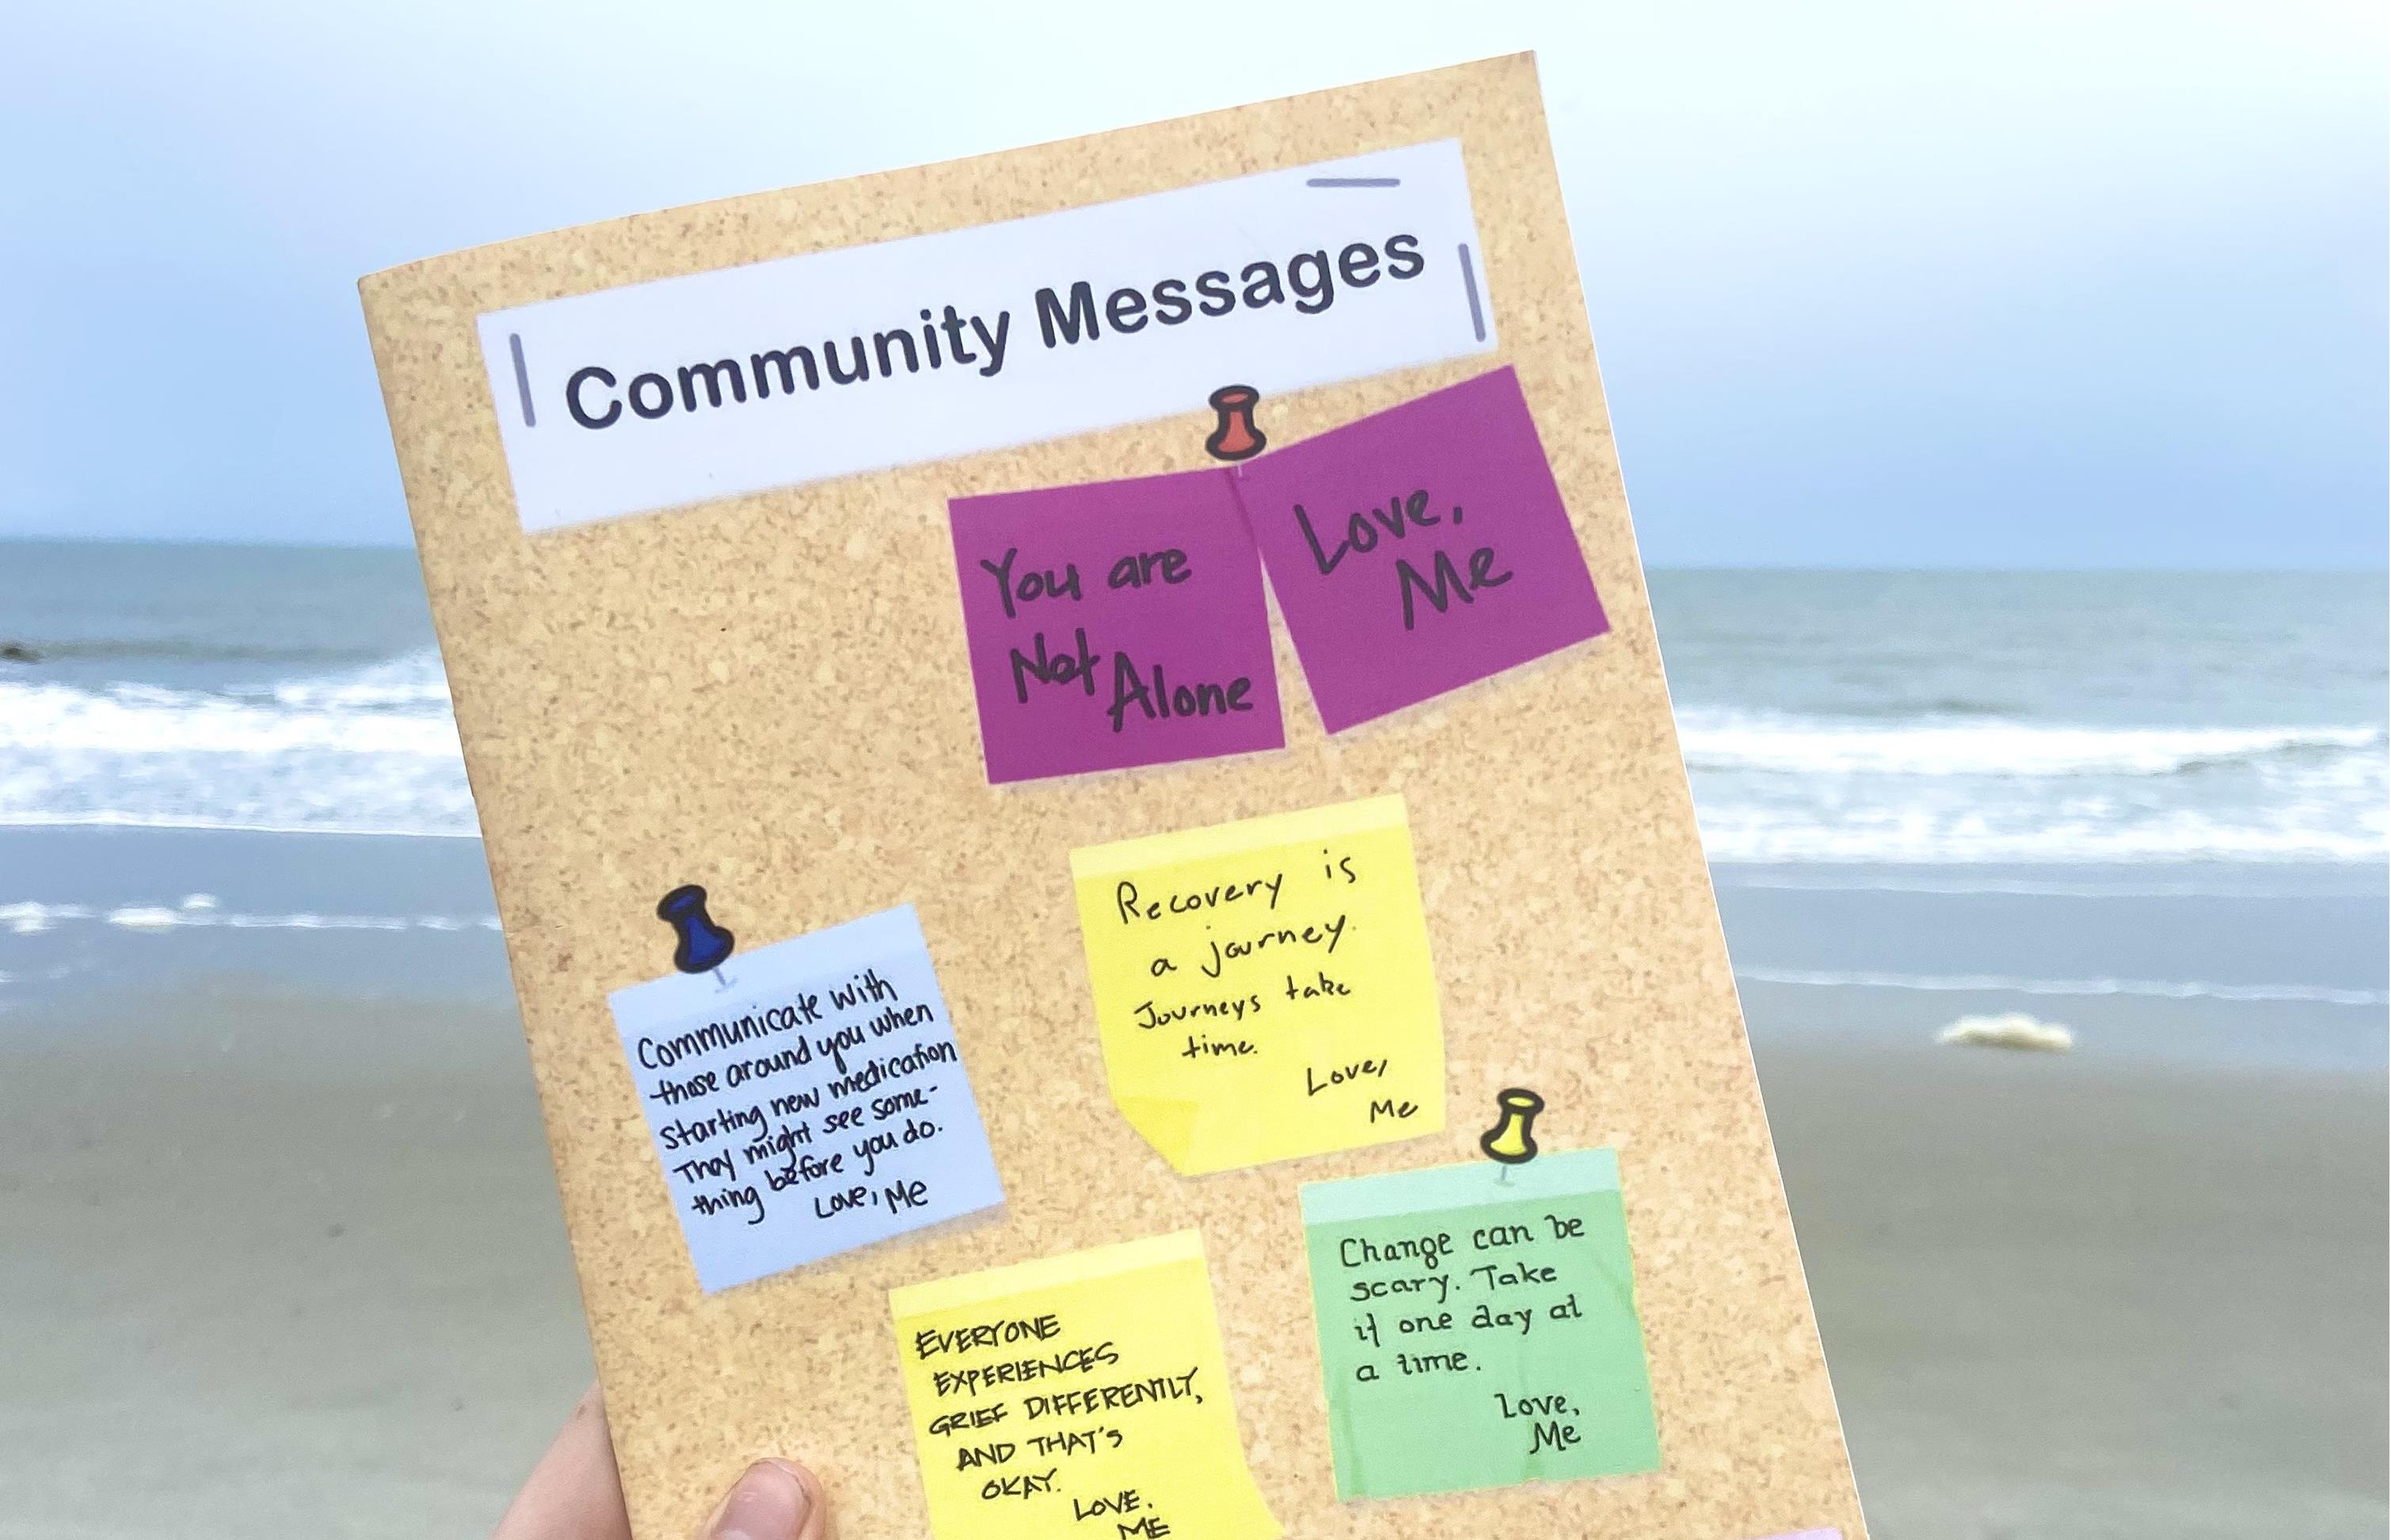 Community Messages
You are
Not Alone
Love,
Me
Recovery is
a journey.
Journeys take
time.
Love,
Me
Communicate with
those around you when
starting new medication
They might see some-
thing before you do.
Love, Me
Change can be
scary. Take
it one day at
a time.
Love,
Me
EVERYONE
EXPERIENCES
GRIEF DIFFERENTLY,
AND THAT'S
OKAY.
LOVE.
ME